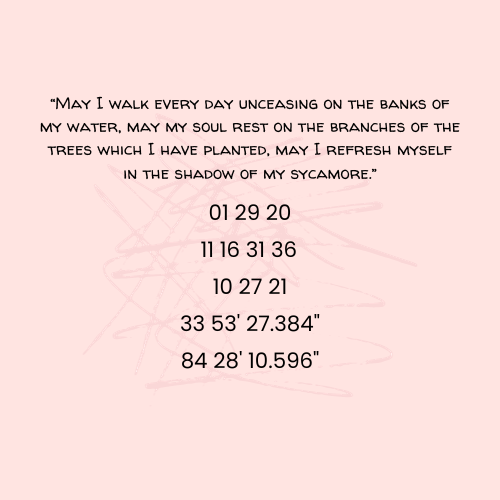 “May I walk every day unceasing on the banks of
my water, may my soul rest on the branches of the
trees which I have planted, may I refresh myself
in the shadow of my sycamore.”
01 29 20
11 16 31 36
10 27 21
33 53' 27.384"
84 28' 10.596"